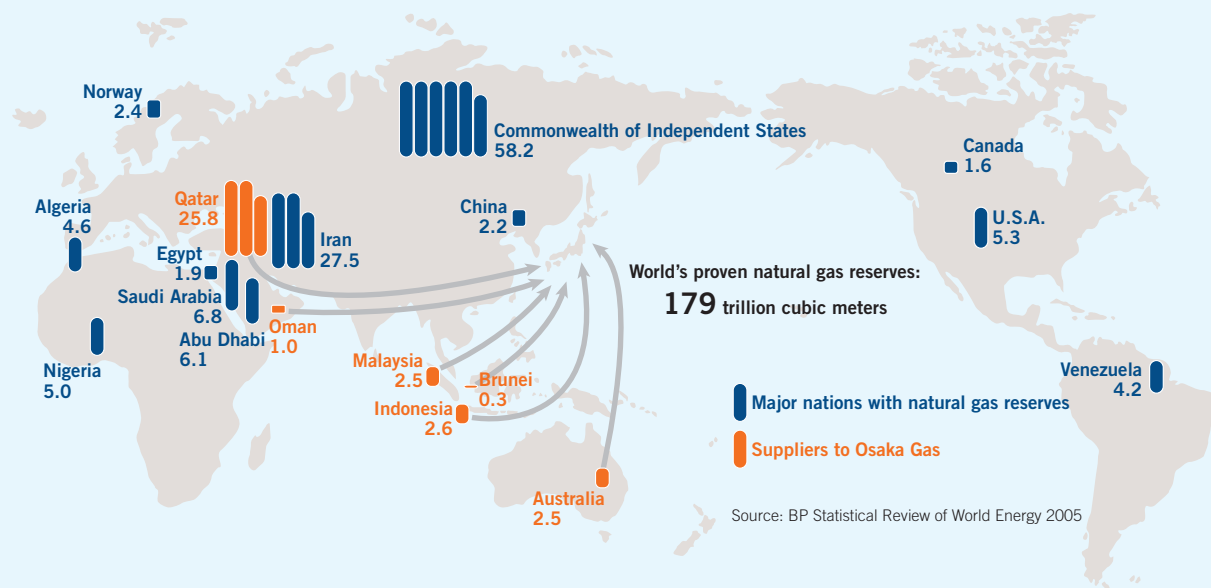 Norway
2.4
Commonwealth of Independent States
58.2
Canada
1.6
Algeria
4.6
Qatar
25.8
Iran
27.5
China
2.2
U.S.A.
5.3
Egypt
1.9
Saudi Arabia
6.8
Abu Dhabi
6.1
Oman
1.0
World's proven natural gas reserves:
179 trillion cubic meters
Nigeria
5.0
Malaysia
2.5
Brunei
0.3
Indonesia
2.6
Venezuela
4.2
Major nations with natural gas reserves
Suppliers to Osaka Gas
Australia
2.5
Source: BP Statistical Review of World Energy 2005